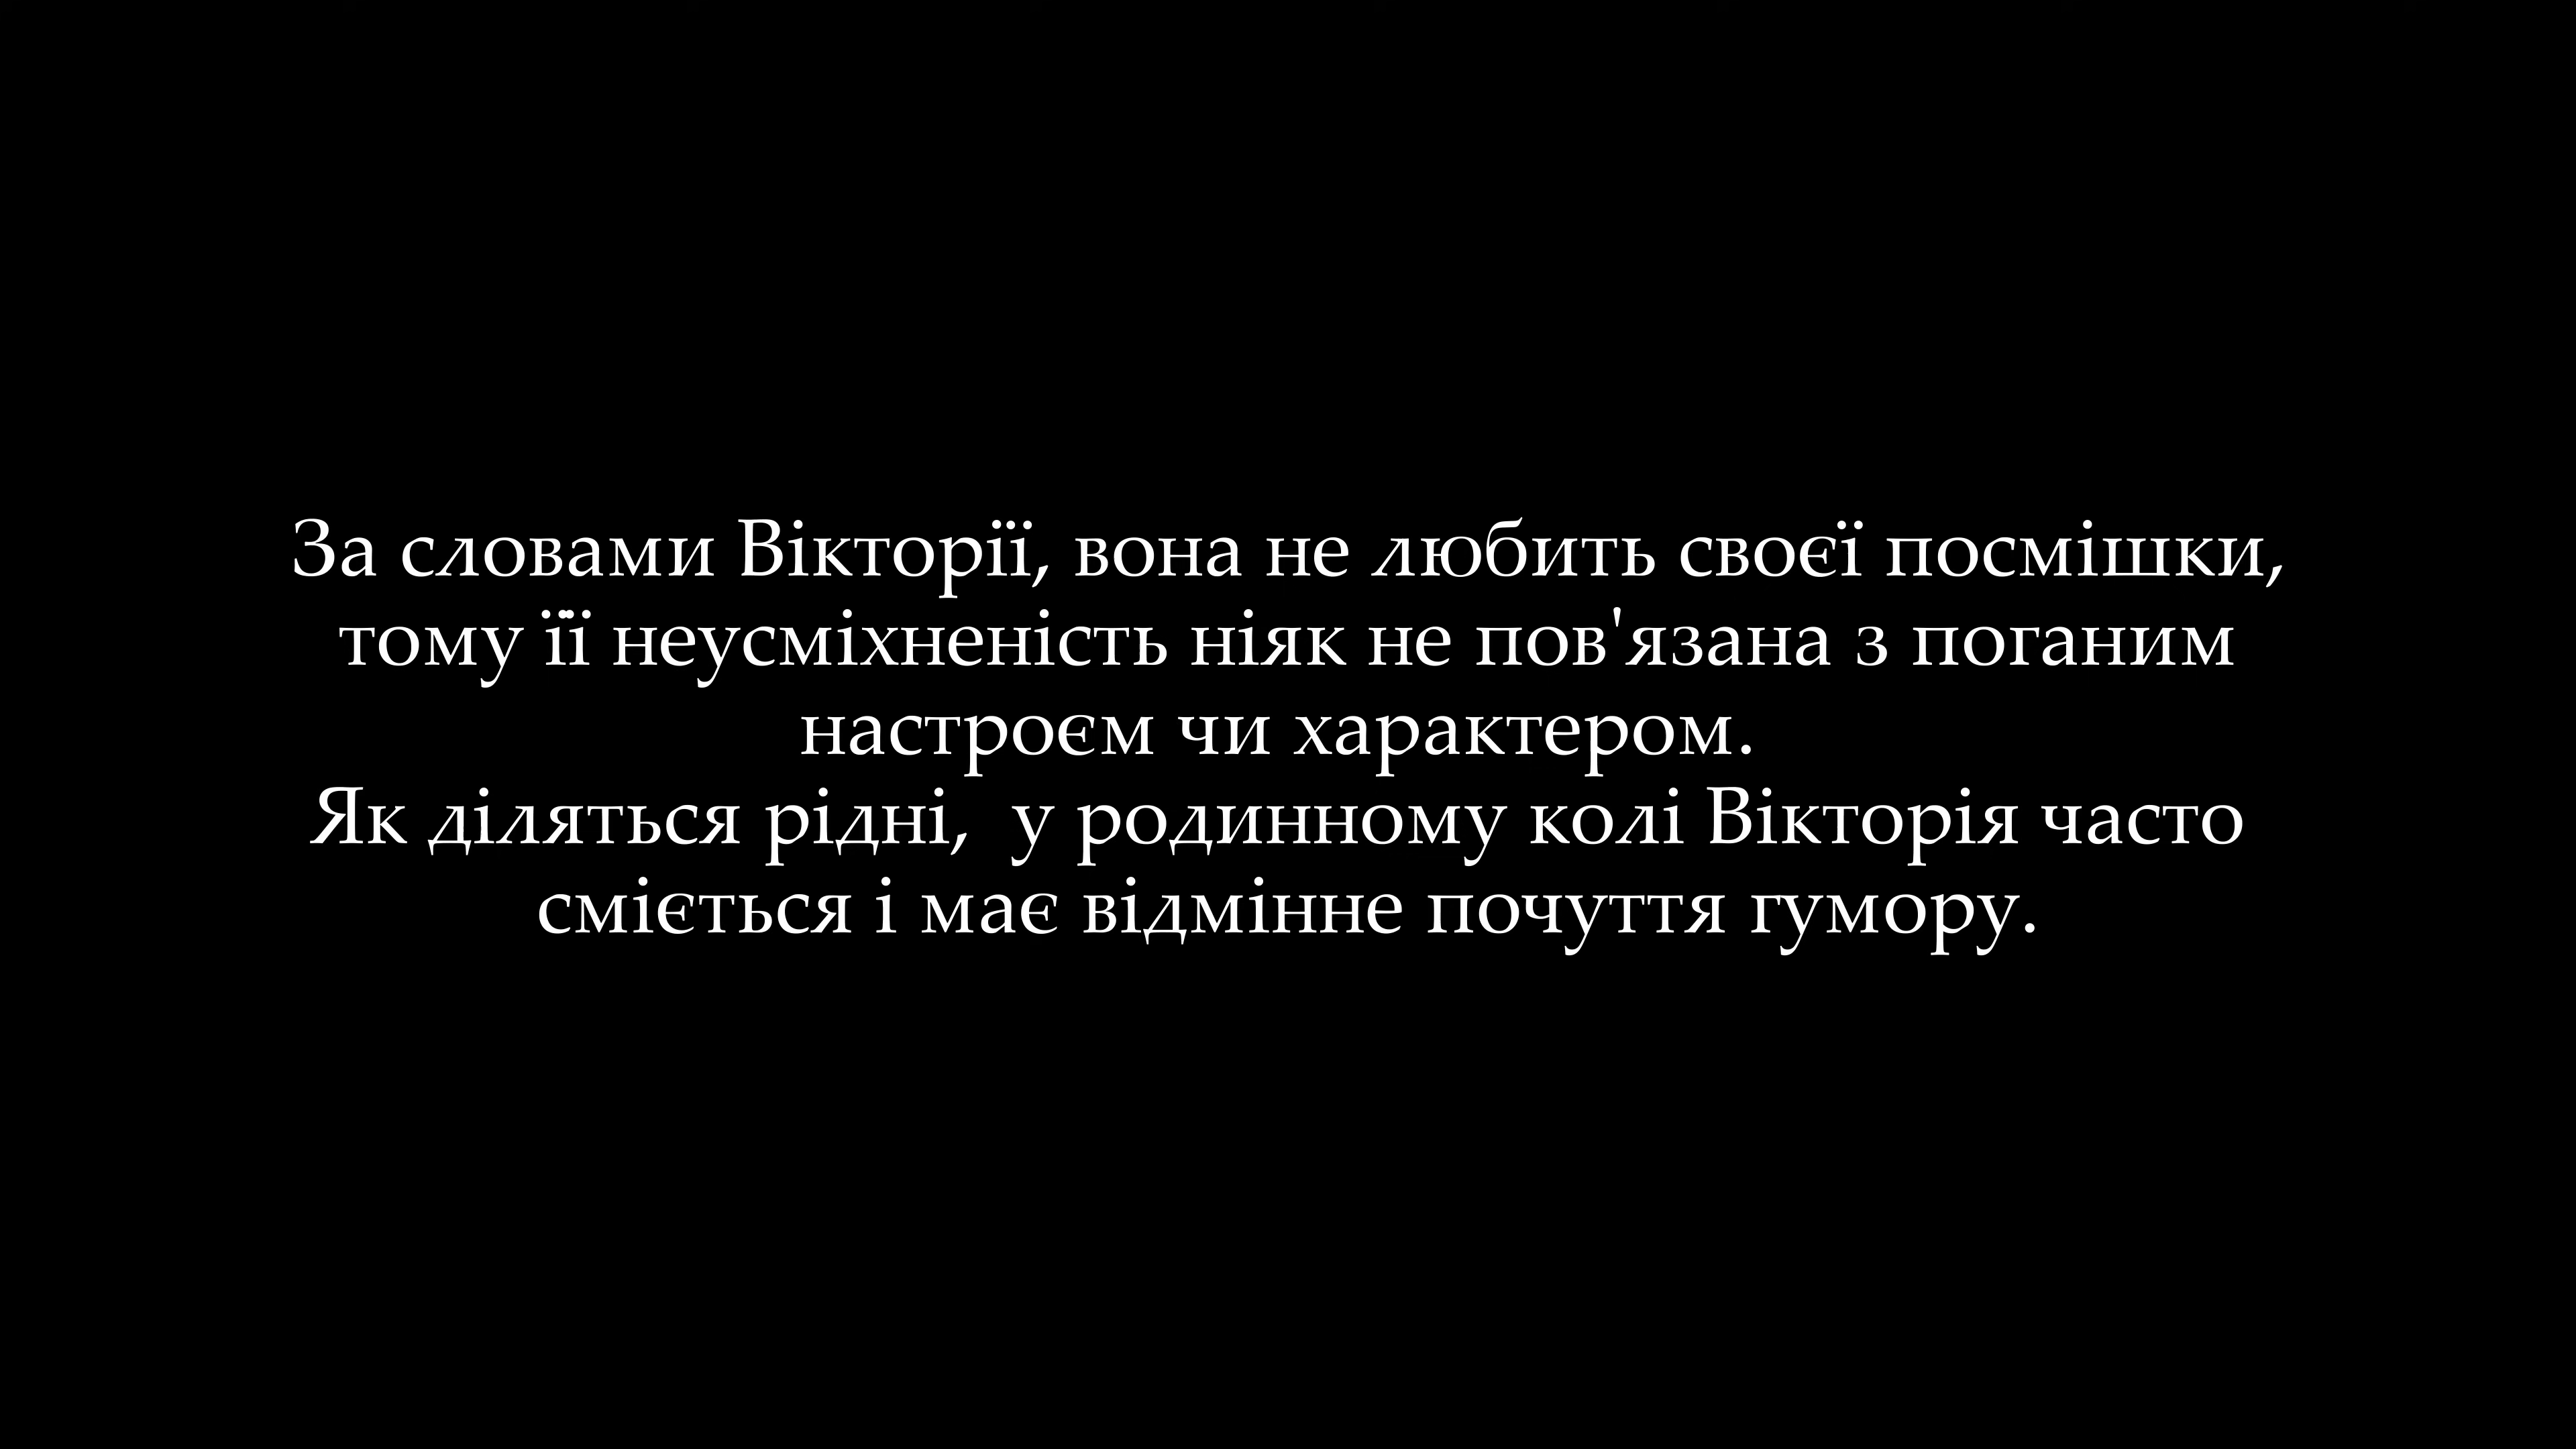 За словами Вікторії, вона не любить своєї посмішки,
тому її неусміхненість ніяк не пов'язана з поганим
настроєм чи характером.
Як діляться рідні,  у родинному колі Вікторія часто
сміється і має відмінне почуття гумору.